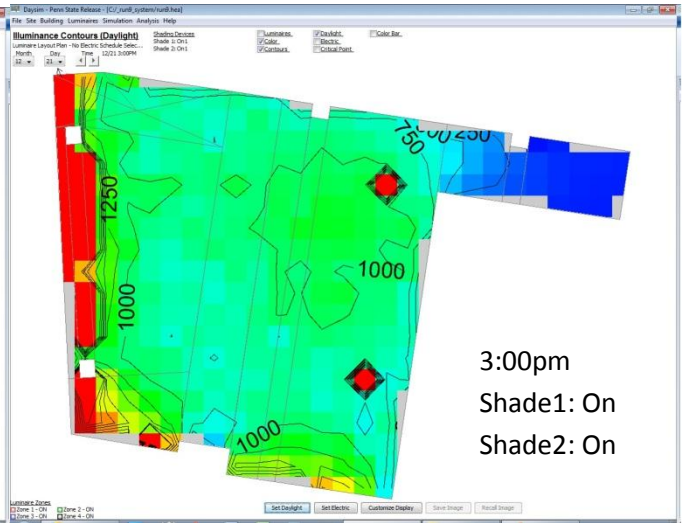 Daysim - Penn State Release - [C:/_run8_system/run8.hea]
File Site Building Luminaires Simulation Analysis Help
Illuminance Contours (Daylight)
Luminaire Layout Plan - No Electric Schedule Selec...
Month Day Time 12/21 3:00PM
12 21
Shading Devices
Shade 1: On1
Shade 2: On1
Luminaires Daylight Color Bar
Color Electric
Contours Critical Point
750 500 250
1250
1000
1000
1000
3:00pm
Shade1: On
Shade2: On
Luminaire Zones
Zone 1 - ON Zone 2 - ON
Zone 3 - ON Zone 4 - ON
Set Daylight Set Electric Customize Display Save Image Recall Image